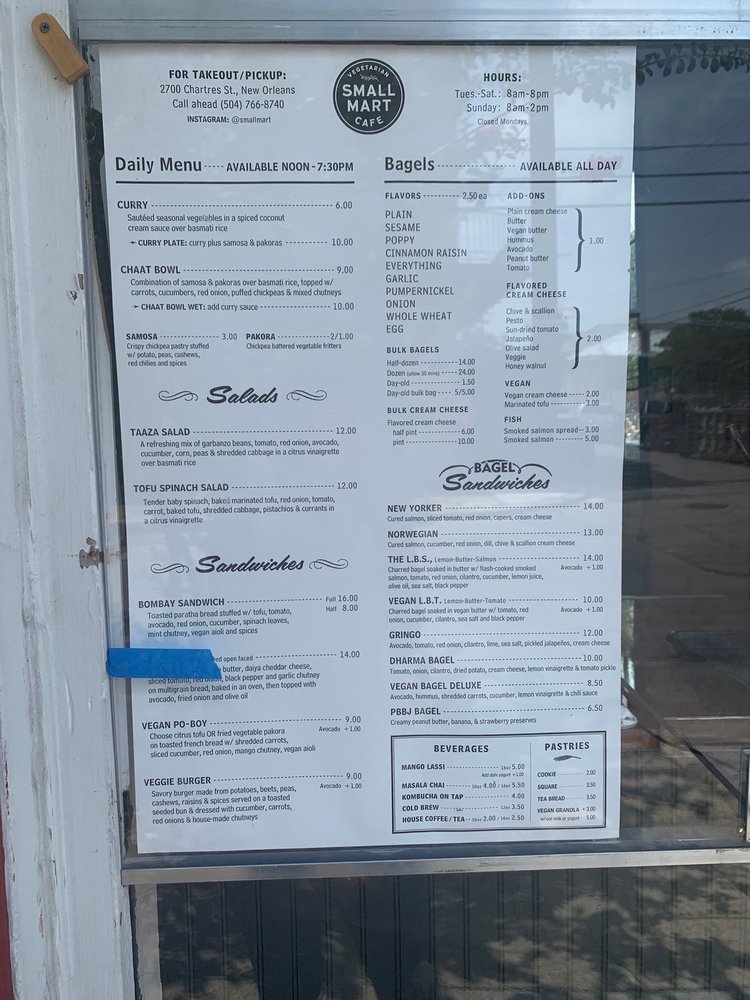 FOR TAKEOUT/PICKUP:
2700 Chartres St., New Orleans
Call ahead (504) 766-8740
INSTAGRAM: @smallmart
VEGETARIAN
SMALL
MART
CAFE
HOURS:
Tues.-Sat.: 8am-8pm
Sunday: 8am-2pm
Closed Mondays
Daily Menu ----- AVAILABLE NOON-7:30PM
CURRY ----- 6.00
Sautéed seasonal vegetables in a spiced coconut
cream sauce over basmati rice
CURRY PLATE: curry plus samosa & pakoras ----- 10.00
CHAAT BOWL ----- 9.00
Combination of samosa & pakoras over basmati rice, topped w/
carrots, cucumbers, red onion, puffed chickpeas & mixed chutneys
CHAAT BOWL WET: add curry sauce ----- 10.00
SAMOSA ----- 3.00
Crispy chickpea pastry stuffed
w/ potato, peas, cashews,
red chilies and spices
PAKORA ----- 2/1.00
Chickpea battered vegetable fritters
Salads
TAAZA SALAD ----- 12.00
A refreshing mix of garbanzo beans, tomato, red onion, avocado,
cucumber, corn, peas & shredded cabbage in a citrus vinaigrette
over basmati rice
TOFU SPINACH SALAD ----- 12.00
Tender baby spinach, baked marinated tofu, red onion, tomato,
carrot, baked tofu, shredded cabbage, pistachios & currants in
a citrus vinaigrette
Sandwiches
BOMBAY SANDWICH ----- Full 16.00
Half 8.00
Toasted paratha bread stuffed w/ tofu, tomato,
avocado, red onion, cucumber, spinach leaves,
mint chutney, vegan aioli and spices
open faced ----- 14.00
butter, daiya cheddar cheese,
sliced tomato, red onion, black pepper and garlic chutney
on multigrain bread, baked in an oven, then topped with
avocado, fried onion and olive oil
VEGAN PO-BOY ----- 9.00
Avocado +1.00
Choose citrus tofu OR fried vegetable pakora
on toasted french bread w/ shredded carrots,
sliced cucumber, red onion, mango chutney, vegan aioli
VEGGIE BURGER ----- 9.00
Avocado +1.00
Savory burger made from potatoes, beets, peas,
cashews, raisins & spices served on a toasted
seeded bun & dressed with cucumber, carrots,
red onions & house-made chutneys
Bagels ----- AVAILABLE ALL DAY
FLAVORS ----- 2.50 ea
PLAIN
SESAME
POPPY
CINNAMON RAISIN
EVERYTHING
GARLIC
PUMPERNICKEL
ONION
WHOLE WHEAT
EGG
BULK BAGELS
Half-dozen ----- 14.00
Dozen (allow 30 mins) ----- 24.00
Day-old ----- 1.50
Day-old bulk bag ---- 5/5.00
BULK CREAM CHEESE
Flavored cream cheese
half pint ----- 6.00
pint ----- 10.00
ADD-ONS
Plain cream cheese
Butter
Vegan butter
Hummus
Avocado
Peanut butter
Tomato
1.00
FLAVORED
CREAM CHEESE
Chive & scallion
Pesto
Sun-dried tomato
Jalapeño
Olive salad
Veggie
Honey walnut
2.00
VEGAN
Vegan cream cheese ---- 2.00
Marinated tofu ----- 3.00
FISH
Smoked salmon spread -- 3.00
Smoked salmon ----- 5.00
BAGEL
Sandwiches
NEW YORKER ----- 14.00
Cured salmon, sliced tomato, red onion, capers, cream cheese
NORWEGIAN ----- 13.00
Cured salmon, cucumber, red onion, dill, chive & scallion cream cheese
THE L.B.S., Lemon-Butter-Salmon ----- 14.00
Avocado +1.00
Charred bagel soaked in butter w/ flash-cooked smoked
salmon, tomato, red onion, cilantro, cucumber, lemon juice,
olive oil, sea salt, black pepper
VEGAN L.B.T. Lemon-Butter-Tomato ----- 10.00
Avocado +1.00
Charred bagel soaked in vegan butter w/ tomato, red
onion, cucumber, cilantro, sea salt and black pepper
GRINGO ----- 12.00
Avocado, tomato, red onion, cilantro, lime, sea salt, pickled jalapeños, cream cheese
DHARMA BAGEL ----- 10.00
Tomato, onion, cilantro, dried potato, cream cheese, lemon vinaigrette & tomato pickle
VEGAN BAGEL DELUXE ----- 8.50
Avocado, hummus, shredded carrots, cucumber, lemon vinaigrette & chili sauce
PBBJ BAGEL ----- 6.50
Creamy peanut butter, banana, & strawberry preserves
BEVERAGES
MANGO LASSI ----- 16oz 5.00
Add dahi yogurt +1.00
MASALA CHAI ----- 10oz 4.00 / 16oz 5.50
KOMBUCHA ON TAP ----- 4.00
COLD BREW ----- 12oz 3.50
HOUSE COFFEE/TEA -- 10oz 2.00 / 16oz 2.50
PASTRIES
COOKIE ----- 2.00
SQUARE ----- 3.50
TEA BREAD ---- 3.50
VEGAN GRANOLA 3.00
w/ oat milk or yogurt 5.00